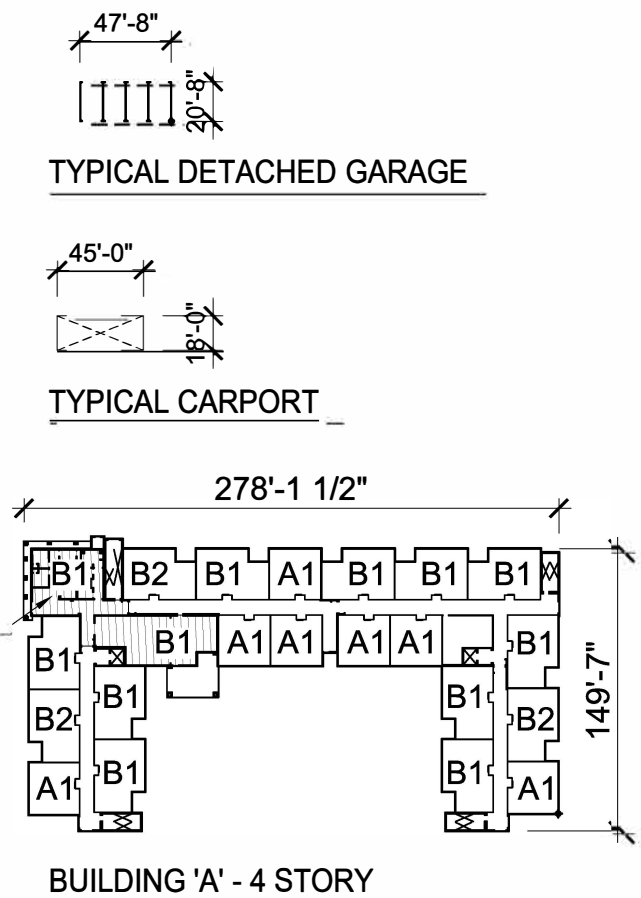 47'-8"
20'-8"
TYPICAL DETACHED GARAGE
45'-0"
18'-0"
TYPICAL CARPORT
278'-1 1/2"
B1 B2 B1 A1 B1 B1 B1
B1 A1 A1 A1 A1
B1 B1
149'-7"
B1 B1
B2 B2
B1 B1
A1 A1
BUILDING 'A' - 4 STORY